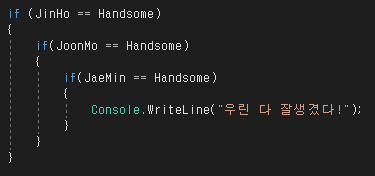 if (JinHo == Handsome)
{
if(JoonMo == Handsome)
{
if(JaeMin == Handsome)
{
Console.WriteLine("우린 다 잘생겼다!");
}
}
}